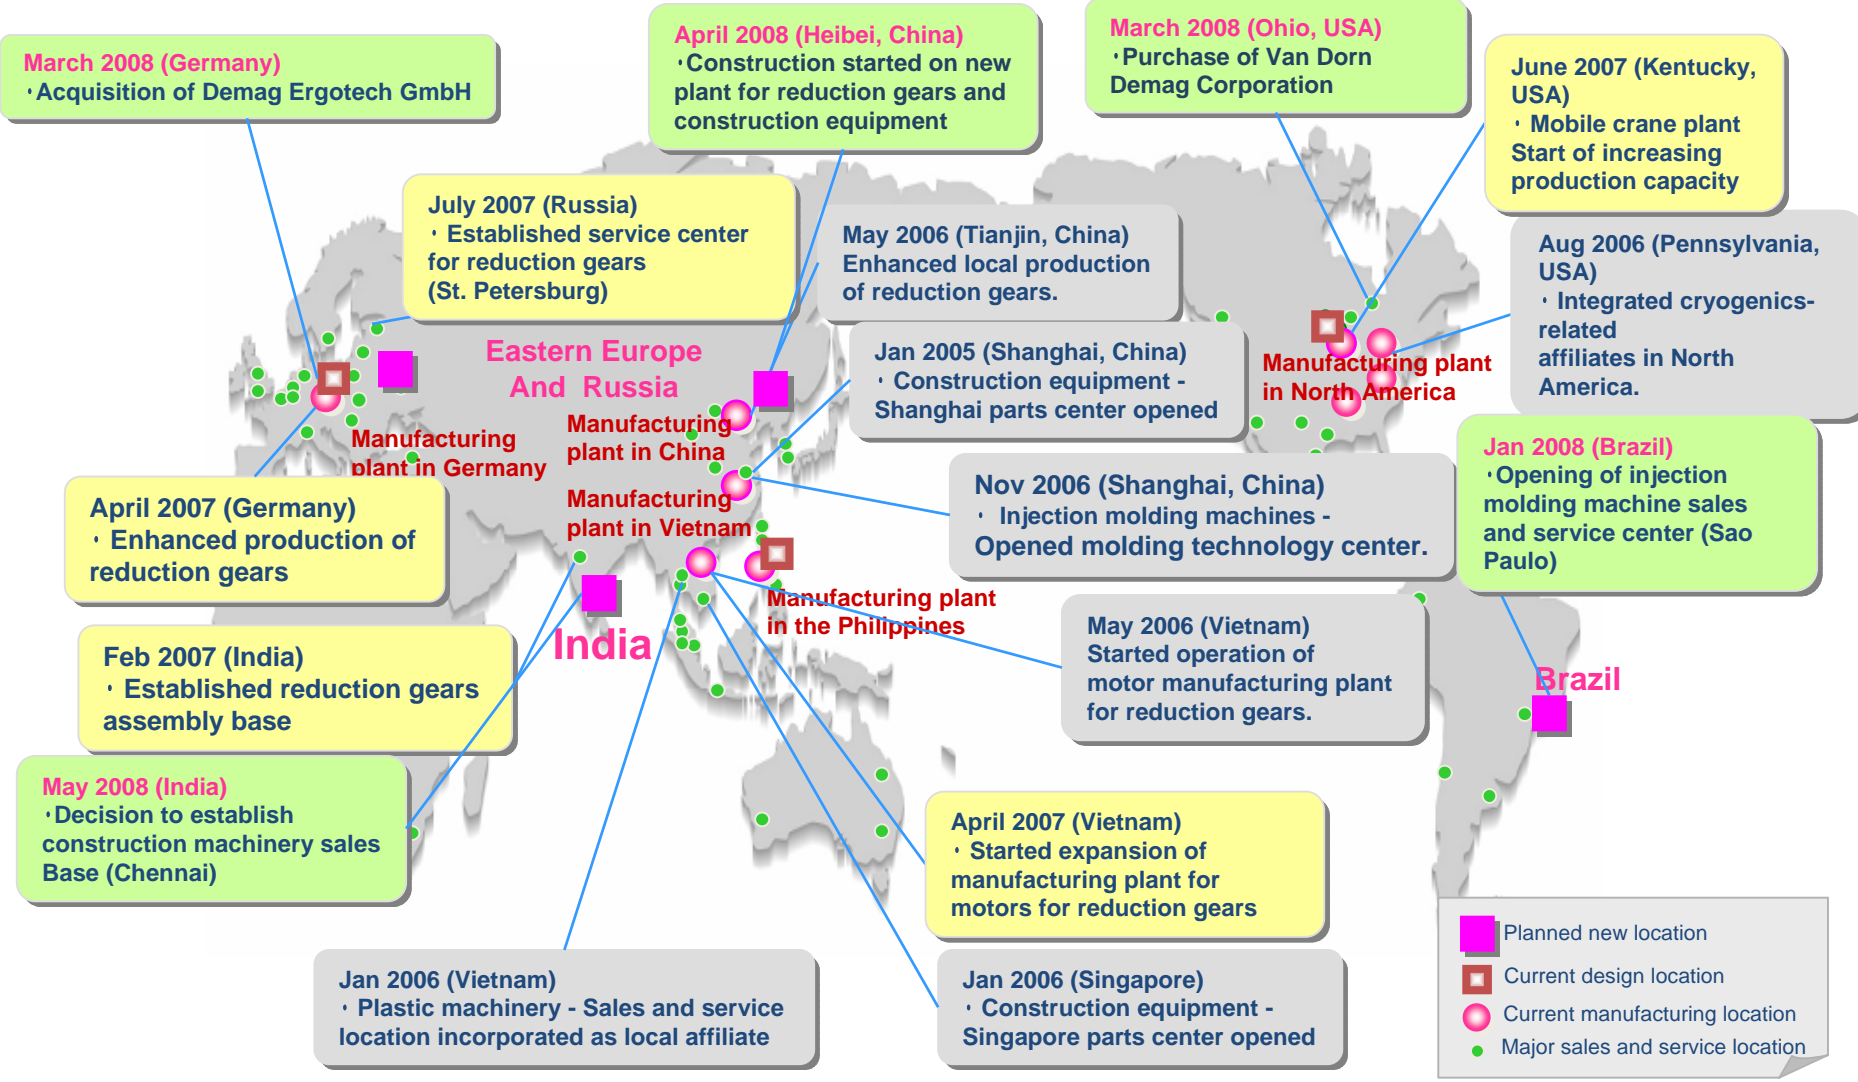 March 2008 (Germany)
・Acquisition of Demag Ergotech GmbH
April 2008 (Heibei, China)
・Construction started on new
plant for reduction gears and
construction equipment
March 2008 (Ohio, USA)
・Purchase of Van Dorn
Demag Corporation
June 2007 (Kentucky,
USA)
・ Mobile crane plant
Start of increasing
production capacity
July 2007 (Russia)
・ Established service center
for reduction gears
(St. Petersburg)
May 2006 (Tianjin, China)
Enhanced local production
of reduction gears.
Aug 2006 (Pennsylvania,
USA)
・ Integrated cryogenics-
related
affiliates in North
America.
Eastern Europe
And Russia
Jan 2005 (Shanghai, China)
・ Construction equipment -
Shanghai parts center opened
Manufacturing plant
in North America
Manufacturing
plant in Germany
Manufacturing
plant in China
Manufacturing
plant in Vietnam
Jan 2008 (Brazil)
・Opening of injection
molding machine sales
and service center (Sao
Paulo)
April 2007 (Germany)
・ Enhanced production of
reduction gears
Nov 2006 (Shanghai, China)
・ Injection molding machines -
Opened molding technology center.
Manufacturing plant
in the Philippines
India
Feb 2007 (India)
・ Established reduction gears
assembly base
May 2006 (Vietnam)
Started operation of
motor manufacturing plant
for reduction gears.
Brazil
May 2008 (India)
・Decision to establish
construction machinery sales
Base (Chennai)
April 2007 (Vietnam)
・ Started expansion of
manufacturing plant for
motors for reduction gears
Jan 2006 (Vietnam)
・ Plastic machinery - Sales and service
location incorporated as local affiliate
Jan 2006 (Singapore)
・ Construction equipment -
Singapore parts center opened
Planned new location
Current design location
Current manufacturing location
Major sales and service location